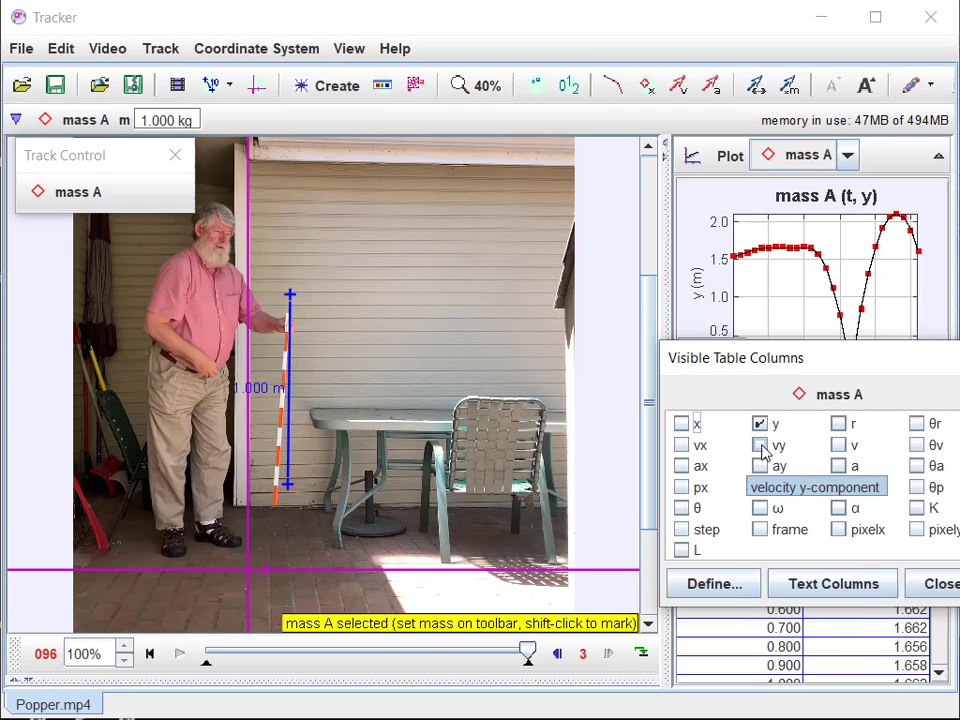 Tracker
File Edit Video Track Coordinate System View Help
Create 40%
mass A m 1.000 kg memory in use: 47MB of 494MB
Track Control
mass A
Plot mass A
mass A (t, y)
y (m)
2.0
1.5
1.0
0.5
1.000 m
Visible Table Columns
mass A
x y r θr
vx vy v θv
ax ay a θa
px velocity y-component θp
θ ω α K
step frame pixelx pixely
L
Define... Text Columns Close
0.600 1.662
0.700 1.662
0.800 1.656
0.900 1.658
mass A selected (set mass on toolbar, shift-click to mark)
096 100% 3
Popper.mp4